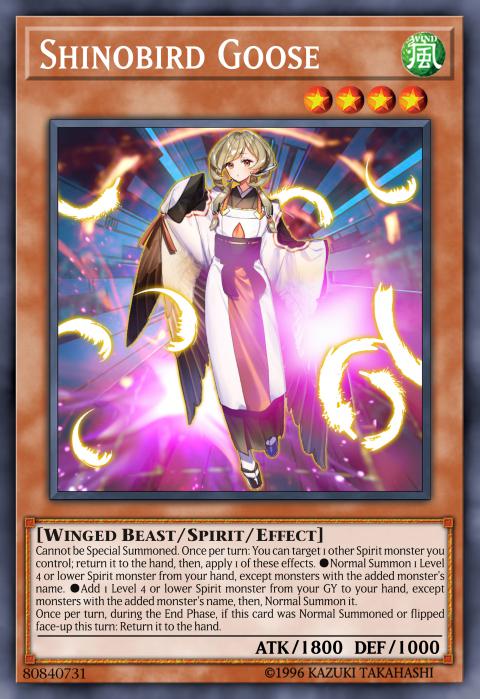 SHINOBIRD GOOSE
WIND
風
[WINGED BEAST/SPIRIT/EFFECT]
Cannot be Special Summoned. Once per turn: You can target 1 other Spirit monster you
control; return it to the hand, then, apply 1 of these effects. ●Normal Summon 1 Level
4 or lower Spirit monster from your hand, except monsters with the added monster's
name. ●Add 1 Level 4 or lower Spirit monster from your GY to your hand, except
monsters with the added monster's name, then, Normal Summon it.
Once per turn, during the End Phase, if this card was Normal Summoned or flipped
face-up this turn: Return it to the hand.
ATK/1800 DEF/1000
80840731 ©1996 KAZUKI TAKAHASHI